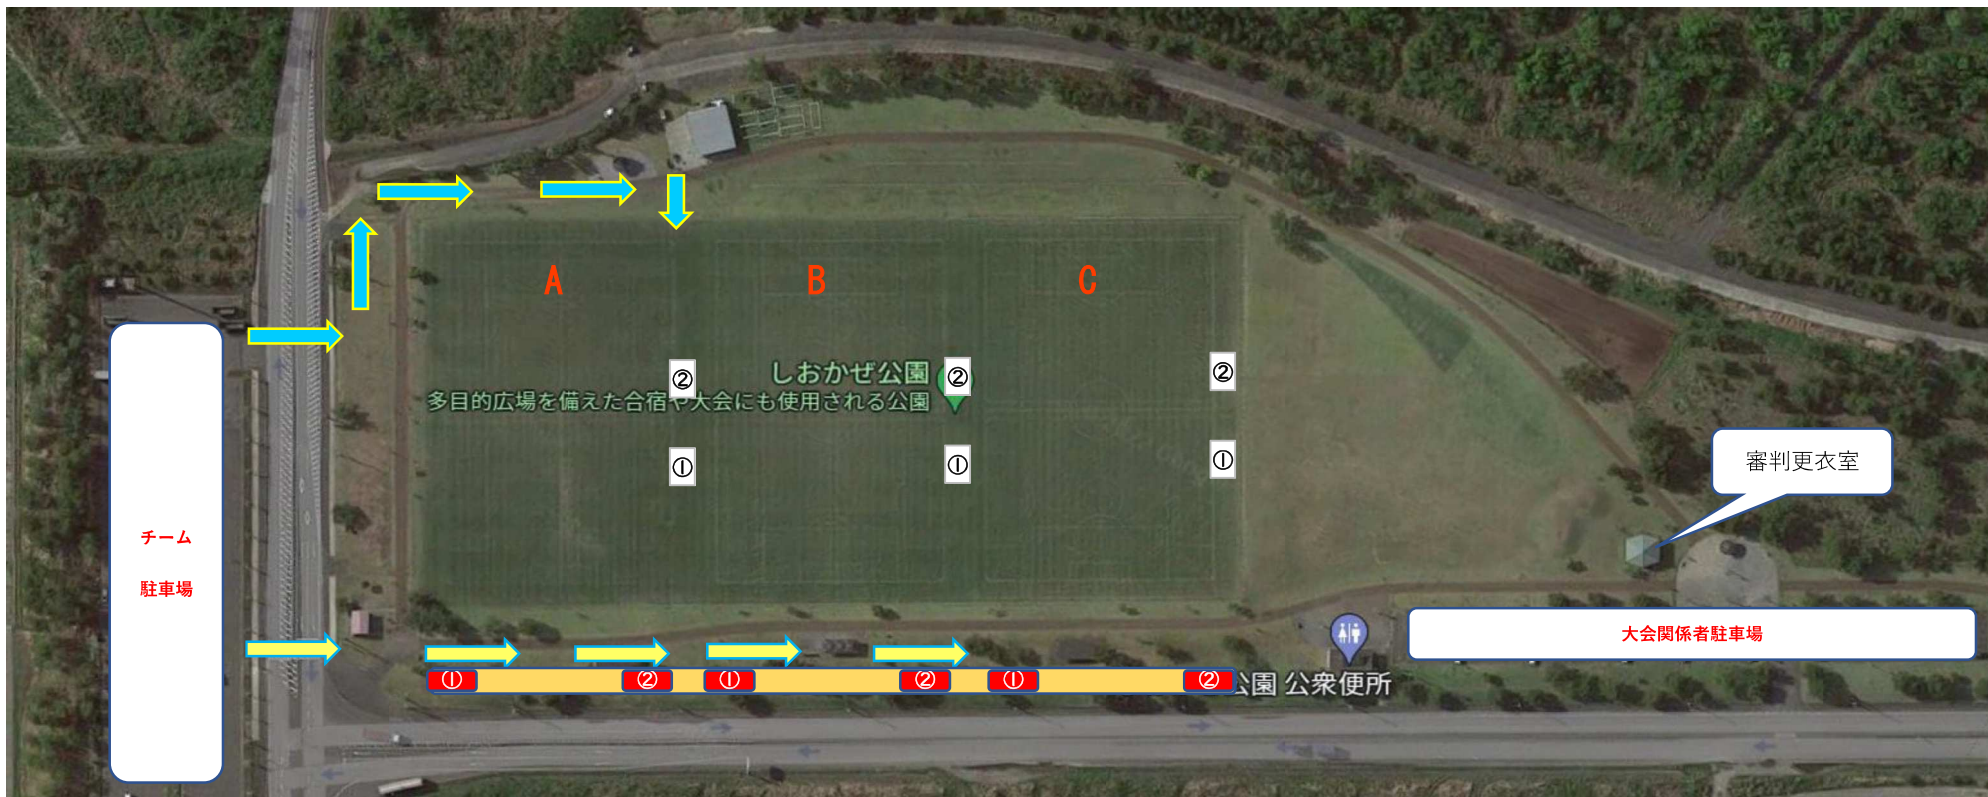 A
B
C
②
しおかぜ公園
②
②
多目的広場を備えた合宿や大会にも使用される公園
①
①
①
審判更衣室
チーム
駐車場
大会関係者駐車場
①
②
①
②
①
②
公園 公衆便所